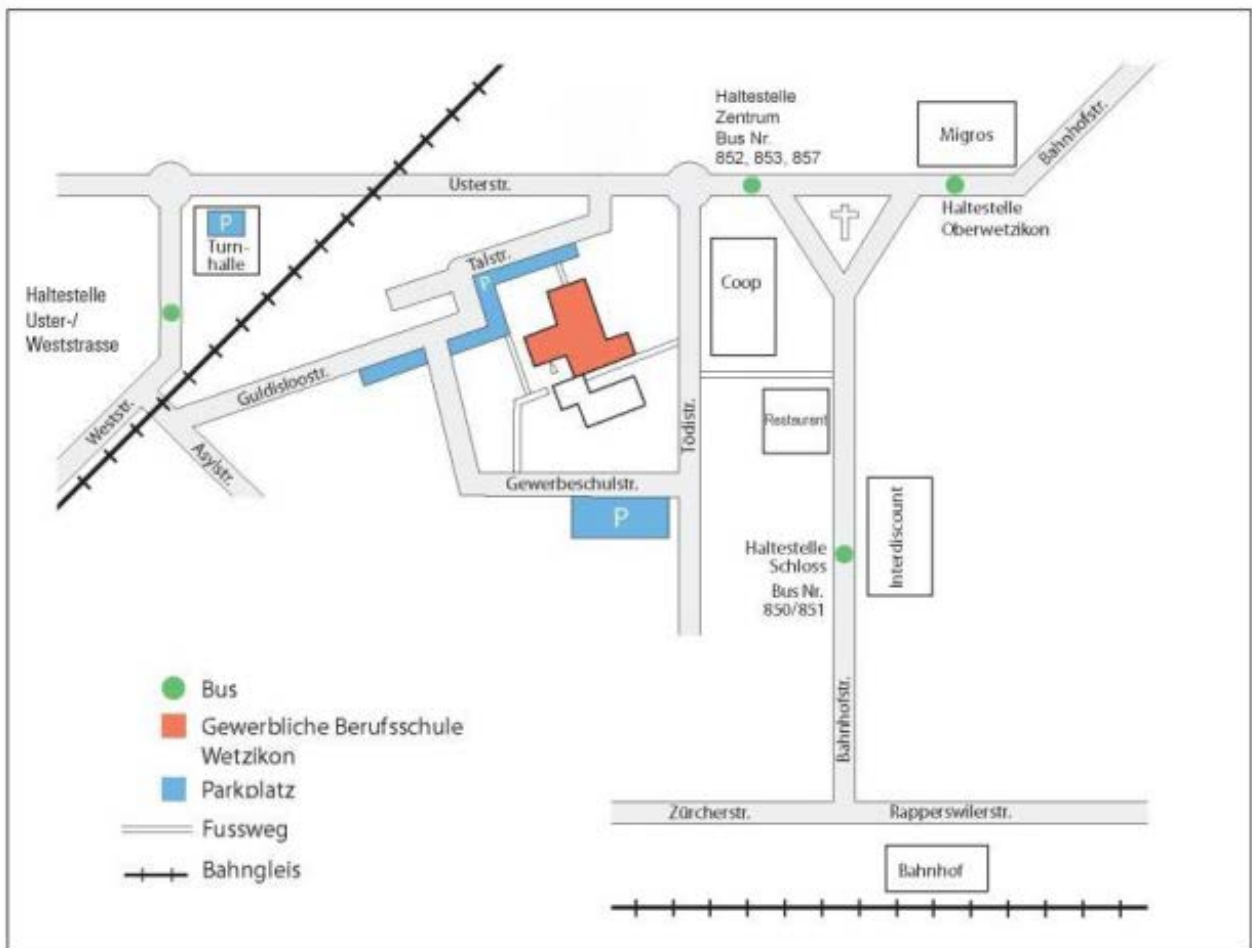 Haltestelle
Zentrum
Bus Nr.
852, 853, 857
Migros
Bahnhofstr.
Usterstr.
Haltestelle
Oberwetzikon
P
Turn-
halle
Talstr.
P
Coop
Haltestelle
Uster-/
Weststrasse
Guldisloostr.
Weststr.
Asylstr.
Tödistr.
Restaurant
Gewerbeschulstr.
P
Interdiscount
Haltestelle
Schloss
Bus Nr.
850/851
Bahnhofstr.
Bus
Gewerbliche Berufsschule
Wetzikon
Parkplatz
Fussweg
Bahngleis
Zürcherstr.
Rapperswilerstr.
Bahnhof